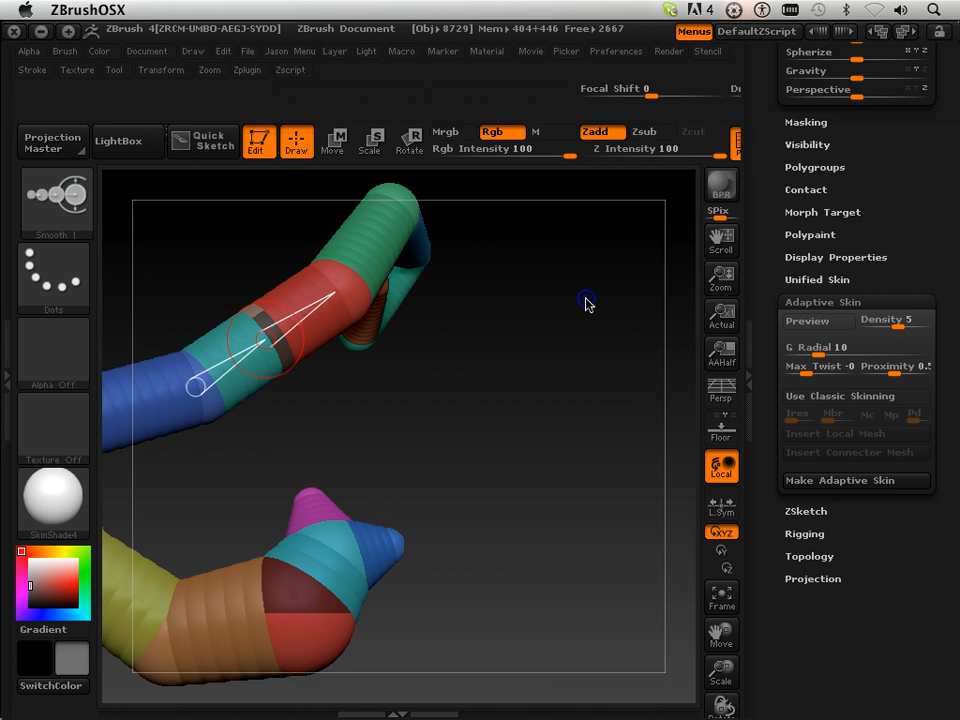 ZBrushOSX
4
ZBrush 4[ZRCM-UMBO-AEGJ-SYDD]
ZBrush Document
[Obj>8729] Mem>404+446 Free>2667
Menus
DefaultZScript
Alpha Brush Color Document Draw Edit File Jason Menu Layer Light Macro Marker Material Movie Picker Preferences Render Stencil
Stroke Texture Tool Transform Zoom Zplugin Zscript
Focal Shift 0
Projection Master
LightBox
Quick Sketch
Edit
Draw
Move
Scale
Rotate
Mrgb
Rgb
M
Zadd
Zsub
Zcut
Rgb Intensity 100
Z Intensity 100
Smooth 1
Dots
Alpha Off
Texture Off
SkinShade4
Gradient
SwitchColor
BPR
SPix
Scroll
Zoom
Actual
AAHalf
Persp
Floor
Local
L.Sym
XYZ
Frame
Move
Scale
Spherize
Gravity
Perspective
Masking
Visibility
Polygroups
Contact
Morph Target
Polypaint
Display Properties
Unified Skin
Adaptive Skin
Preview
Density 5
G Radial 10
Max Twist -0
Proximity 0.5
Use Classic Skinning
Ires
Mbr
Mc
Mp
Pd
Insert Local Mesh
Insert Connector Mesh
Make Adaptive Skin
ZSketch
Rigging
Topology
Projection